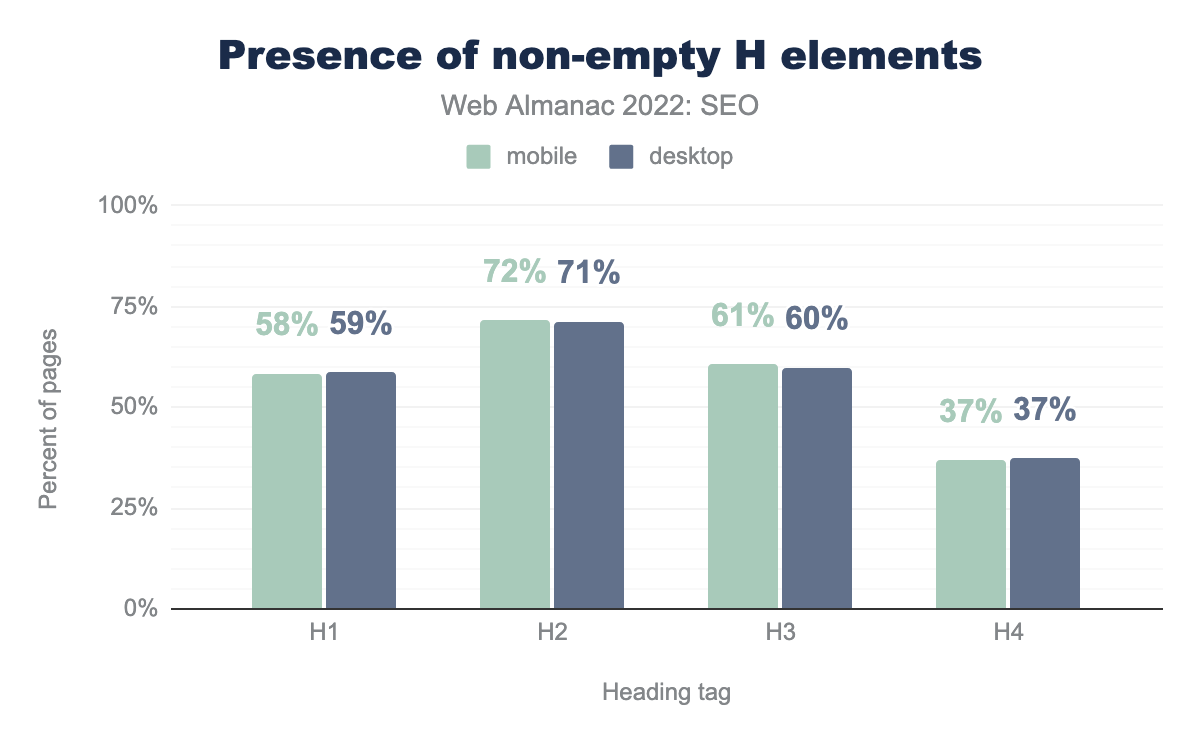 Presence of non-empty H elements
Web Almanac 2022: SEO
mobile desktop
100%
75%
50%
25%
0%
Percent of pages
58% 59%
72% 71%
61% 60%
37% 37%
H1 H2 H3 H4
Heading tag